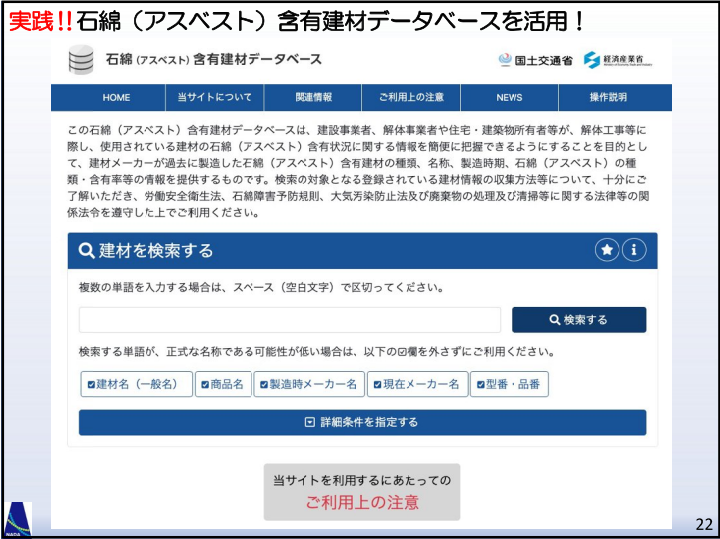 実践!!石綿（アスベスト）含有建材データベースを活用！
石綿 (アスベスト) 含有建材データベース
国土交通省
経済産業省
HOME
当サイトについて
関連情報
ご利用上の注意
NEWS
操作説明
この石綿（アスベスト）含有建材データベースは、建設事業者、解体事業者や住宅・建築物所有者等が、解体工事等に
際し、使用されている建材の石綿（アスベスト）含有状況に関する情報を簡便に把握できるようにすることを目的とし
て、建材メーカーが過去に製造した石綿（アスベスト）含有建材の種類、名称、製造時期、石綿（アスベスト）の種
類・含有率等の情報を提供するものです。検索の対象となる登録されている建材情報の収集方法等について、十分にご
了解いただき、労働安全衛生法、石綿障害予防規則、大気汚染防止法及び廃棄物の処理及び清掃等に関する法律等の関
係法令を遵守した上でご利用ください。
建材を検索する
複数の単語を入力する場合は、スペース（空白文字）で区切ってください。
検索する
検索する単語が、正式な名称である可能性が低い場合は、以下の☑欄を外さずにご利用ください。
☑建材名（一般名）
☑商品名
☑製造時メーカー名
☑現在メーカー名
☑型番・品番
詳細条件を指定する
当サイトを利用するにあたっての
ご利用上の注意
22